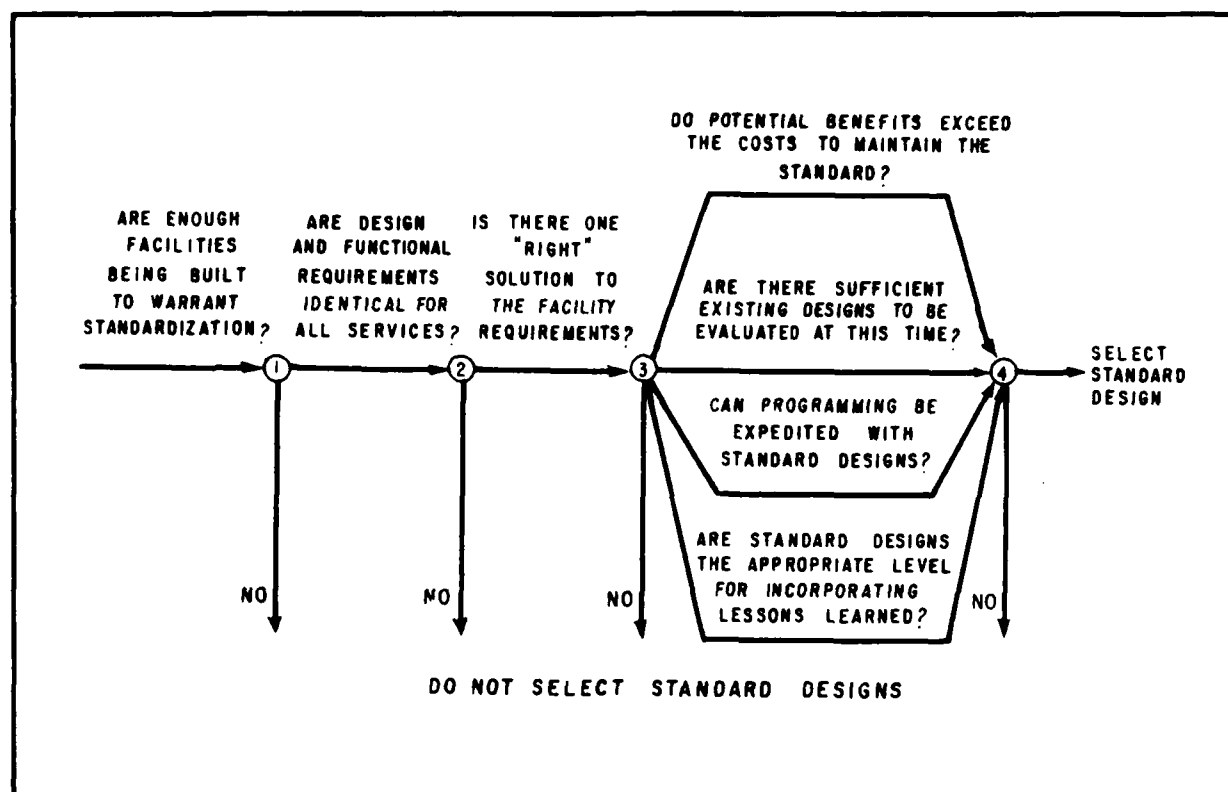 DO POTENTIAL BENEFITS EXCEED
THE COSTS TO MAINTAIN THE
STANDARD?
ARE ENOUGH
FACILITIES
BEING BUILT
TO WARRANT
STANDARDIZATION?
ARE DESIGN
AND FUNCTIONAL
REQUIREMENTS
IDENTICAL FOR
ALL SERVICES?
IS THERE ONE
"RIGHT"
SOLUTION TO
THE FACILITY
REQUIREMENTS?
ARE THERE SUFFICIENT
EXISTING DESIGNS TO BE
EVALUATED AT THIS TIME?
1
2
3
4
SELECT
STANDARD
DESIGN
CAN PROGRAMMING BE
EXPEDITED WITH
STANDARD DESIGNS?
ARE STANDARD DESIGNS
THE APPROPRIATE LEVEL
FOR INCORPORATING
LESSONS LEARNED?
NO
NO
NO
NO
DO NOT SELECT STANDARD DESIGNS